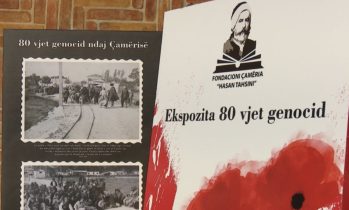 80 vjet genocid ndaj Çamërisë
FONDACIONI ÇAMËRIA
"HASAN TAHSINI"
Ekspozita 80 vjet genocid